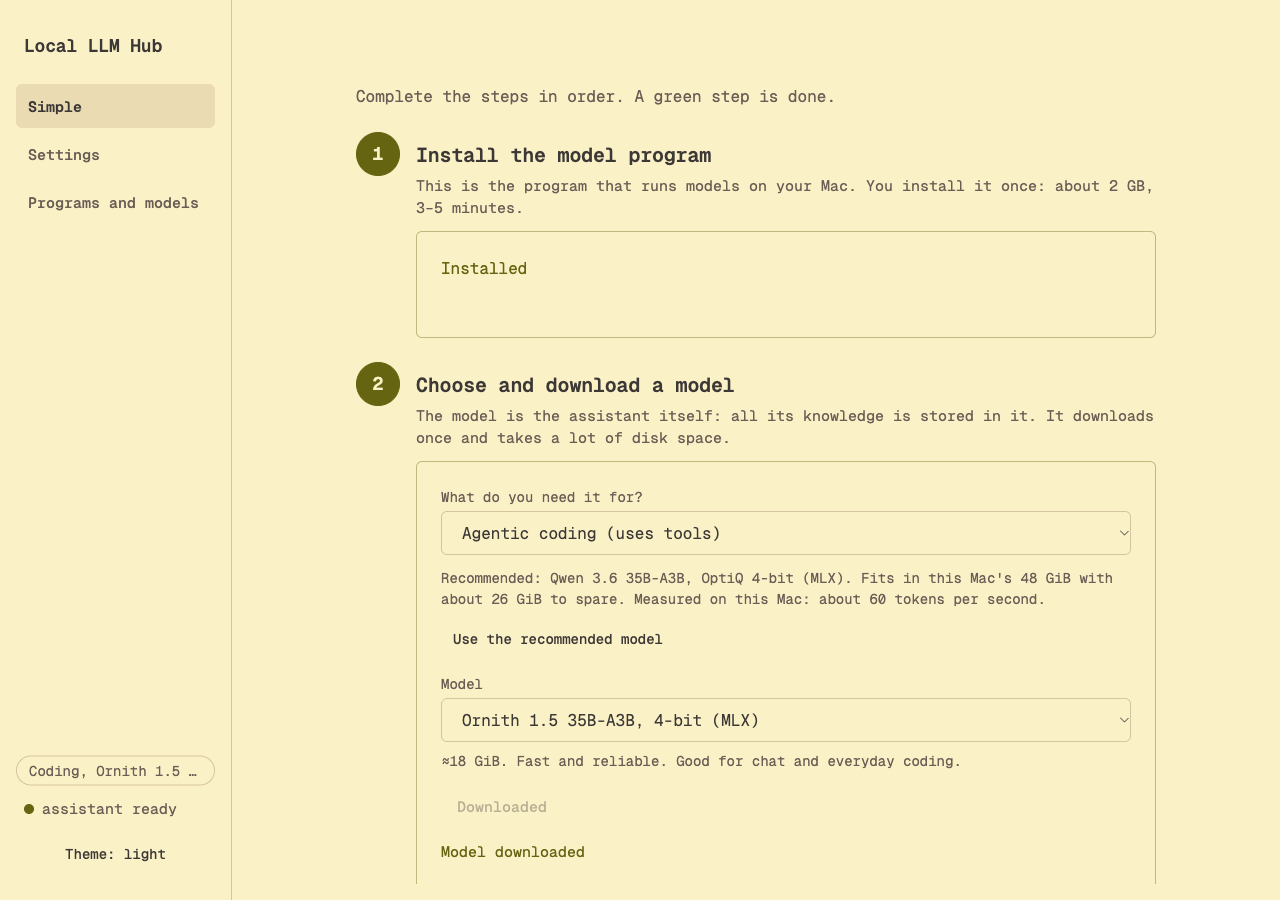 Local LLM Hub
Simple
Settings
Programs and models
Coding, Ornith 1.5 …
assistant ready
Theme: light
Complete the steps in order. A green step is done.
1
Install the model program
This is the program that runs models on your Mac. You install it once: about 2 GB,
3–5 minutes.
Installed
2
Choose and download a model
The model is the assistant itself: all its knowledge is stored in it. It downloads
once and takes a lot of disk space.
What do you need it for?
Agentic coding (uses tools)
Recommended: Qwen 3.6 35B-A3B, OptiQ 4-bit (MLX). Fits in this Mac's 48 GiB with
about 26 GiB to spare. Measured on this Mac: about 60 tokens per second.
Use the recommended model
Model
Ornith 1.5 35B-A3B, 4-bit (MLX)
≈18 GiB. Fast and reliable. Good for chat and everyday coding.
Downloaded
Model downloaded